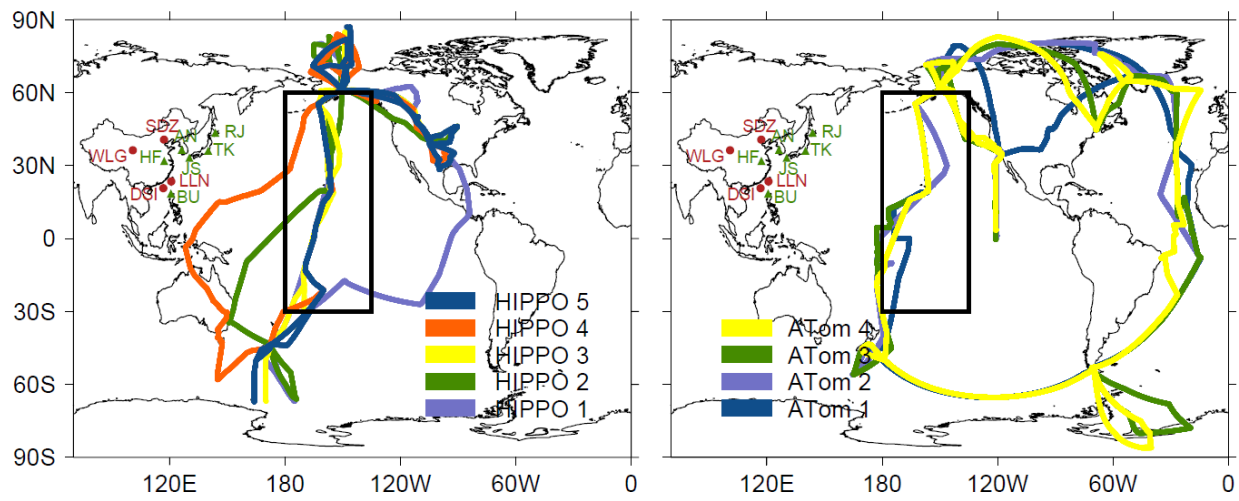 90N
60N
30N
0
30S
60S
90S
120E 180 120W 60W 0
SDZ
AN
RJ
WLG
HF
TK
JS
LLN
DGI
BU
HIPPO 5
HIPPO 4
HIPPO 3
HIPPO 2
HIPPO 1
120E 180 120W 60W 0
SDZ
AN
RJ
WLG
HF
TK
JS
LLN
DGI
BU
ATom 4
ATom 3
ATom 2
ATom 1